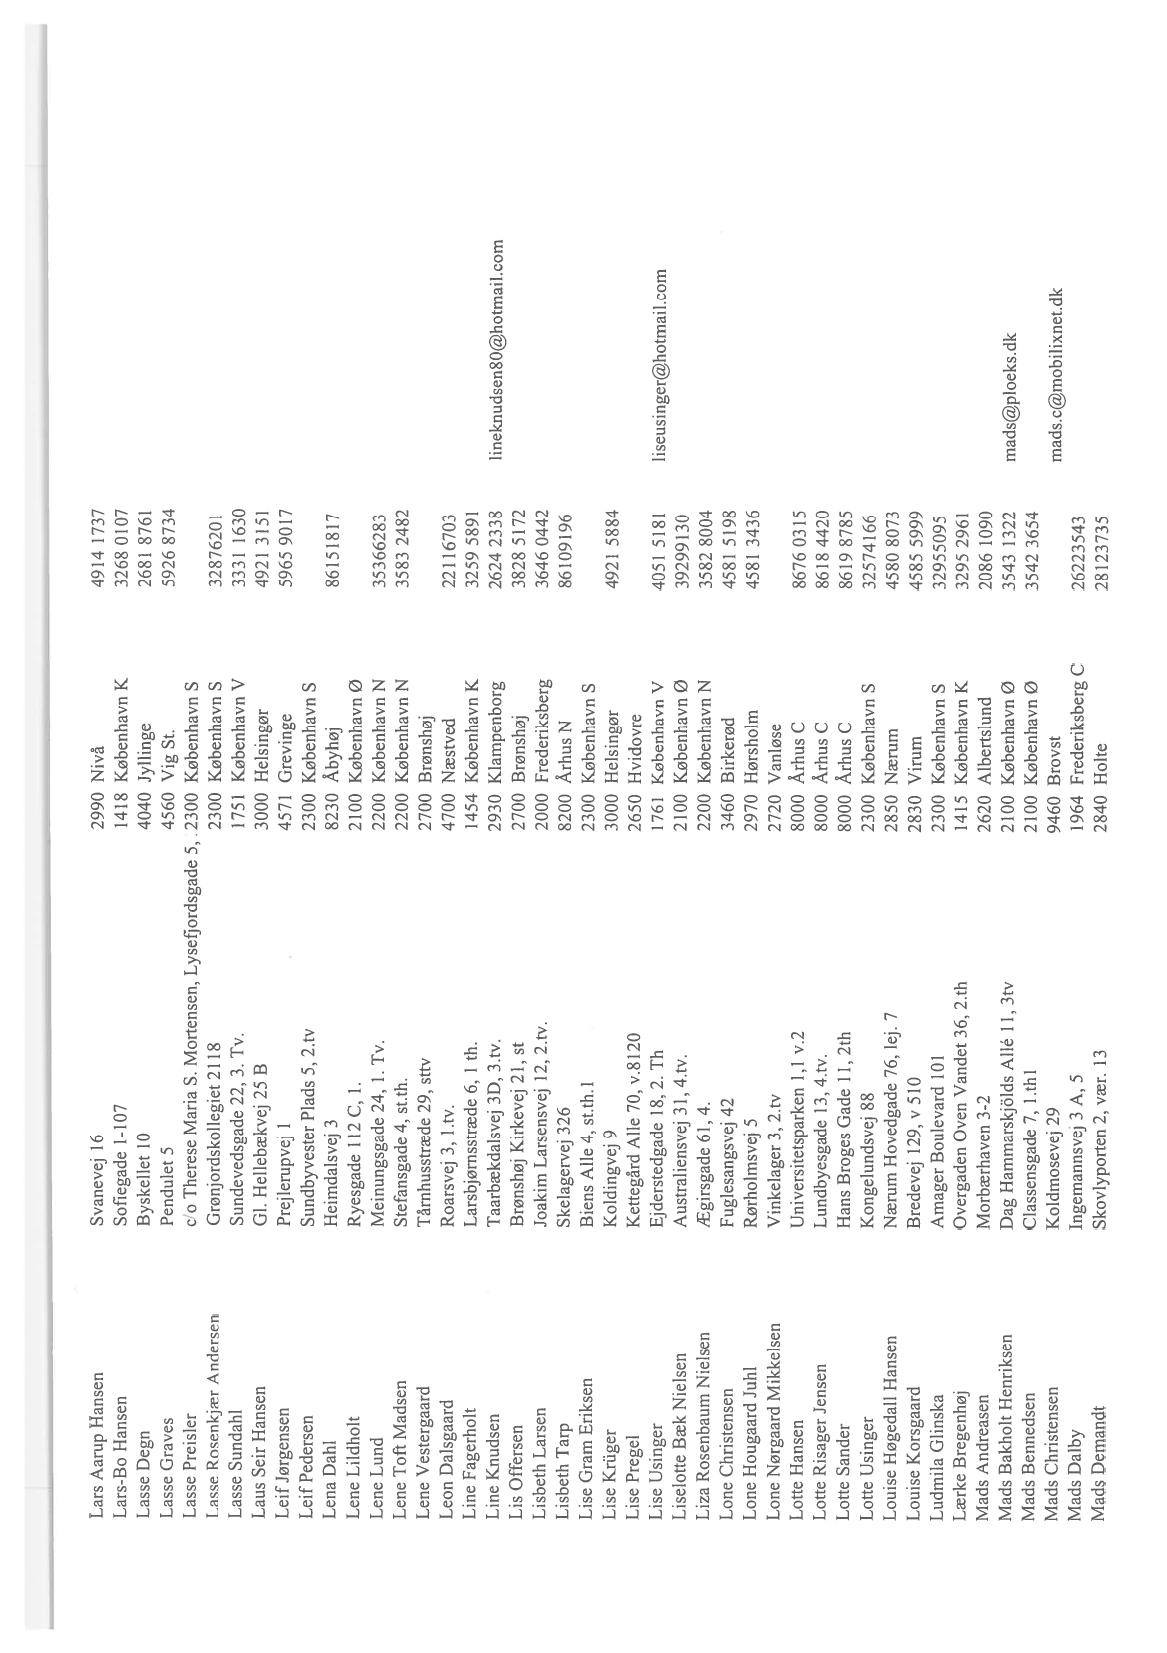 Lars Aarup Hansen Svanevej 16 2990 Nivå 4914 1737
Lars-Bo Hansen Sofiegade 1-107 1418 København K 3268 0107
Lasse Degn Byskellet 10 4040 Jyllinge 2681 8761
Lasse Graves Pendulet 5 4560 Vig St. 5926 8734
Lasse Preisler c/o Therese Maria S. Mortensen, Lysefjordsgade 5, 2300 København S
Lasse Rosenkjær Andersen Grønjordskollegiet 2118 2300 København S 32876201
Lasse Sundahl Sundevedsgade 22, 3. Tv. 1751 København V 3331 1630
Laus Seir Hansen Gl. Hellebækvej 25 B 3000 Helsingør 4921 3151
Leif Jørgensen Prejlerupvej 1 4571 Grevinge 5965 9017
Leif Pedersen Sundbyvester Plads 5, 2.tv 2300 København S
Lena Dahl Heimdalsvej 3 8230 Åbyhøj 86151817
Lene Lildholt Ryesgade 112 C, 1. 2100 København Ø
Lene Lund Meinungsgade 24, 1. Tv. 2200 København N 35366283
Lene Toft Madsen Stefansgade 4, st.th. 2200 København N 3583 2482
Lene Vestergaard Tårnhusstræde 29, sttv 2700 Brønshøj
Leon Dalsgaard Roarsvej 3, 1.tv. 4700 Næstved 22116703
Line Fagerholt Larsbjørnsstræde 6, 1 th. 1454 København K 3259 5891
Line Knudsen Taarbækdalsvej 3D, 3.tv. 2930 Klampenborg 2624 2338 lineknudsen80@hotmail.com
Lis Offersen Brønshøj Kirkevej 21, st 2700 Brønshøj 3828 5172
Lisbeth Larsen Joakim Larsensvej 12, 2.tv. 2000 Frederiksberg 3646 0442
Lisbeth Tarp Skelagervej 326 8200 Århus N 86109196
Lise Gram Eriksen Biens Alle 4, st.th.1 2300 København S
Lise Krüger Koldingvej 9 3000 Helsingør 4921 5884
Lise Pregel Kettegård Alle 70, v.8120 2650 Hvidovre
Lise Usinger Ejderstedgade 18, 2. Th 1761 København V 4051 5181 liseusinger@hotmail.com
Liselotte Bæk Nielsen Australiensvej 31, 4.tv. 2100 København Ø 39299130
Liza Rosenbaum Nielsen Ægirsgade 61, 4. 2200 København N 3582 8004
Lone Christensen Fuglesangsvej 42 3460 Birkerød 4581 5198
Lone Hougaard Juhl Rørholmsvej 5 2970 Hørsholm 4581 3436
Lone Nørgaard Mikkelsen Vinkelager 3, 2.tv 2720 Vanløse
Lotte Hansen Universitetsparken 1,1 v.2 8000 Århus C 8676 0315
Lotte Risager Jensen Lundbyesgade 13, 4.tv. 8000 Århus C 8618 4420
Lotte Sander Hans Broges Gade 11, 2th 8000 Århus C 8619 8785
Lotte Usinger Kongelundsvej 88 2300 København S 32574166
Louise Høgedall Hansen Nærum Hovedgade 76, lej. 7 2850 Nærum 4580 8073
Louise Korsgaard Bredevej 129, v 510 2830 Virum 4585 5999
Ludmila Glinska Amager Boulevard 101 2300 København S 32955095
Lærke Bregenhøj Overgaden Oven Vandet 36, 2.th 1415 København K 3295 2961
Mads Andreasen Morbærhaven 3-2 2620 Albertslund 2086 1090
Mads Bakholt Henriksen Dag Hammarskjölds Allé 11, 3tv 2100 København Ø 3543 1322 mads@ploeks.dk
Mads Bennedsen Classensgade 7, 1.th1 2100 København Ø 3542 3654
Mads Christensen Koldmosevej 29 9460 Brovst mads.c@mobilixnet.dk
Mads Dalby Ingemannsvej 3 A, 5 1964 Frederiksberg C 26223543
Mads Demandt Skovlyporten 2, vær. 13 2840 Holte 28123735